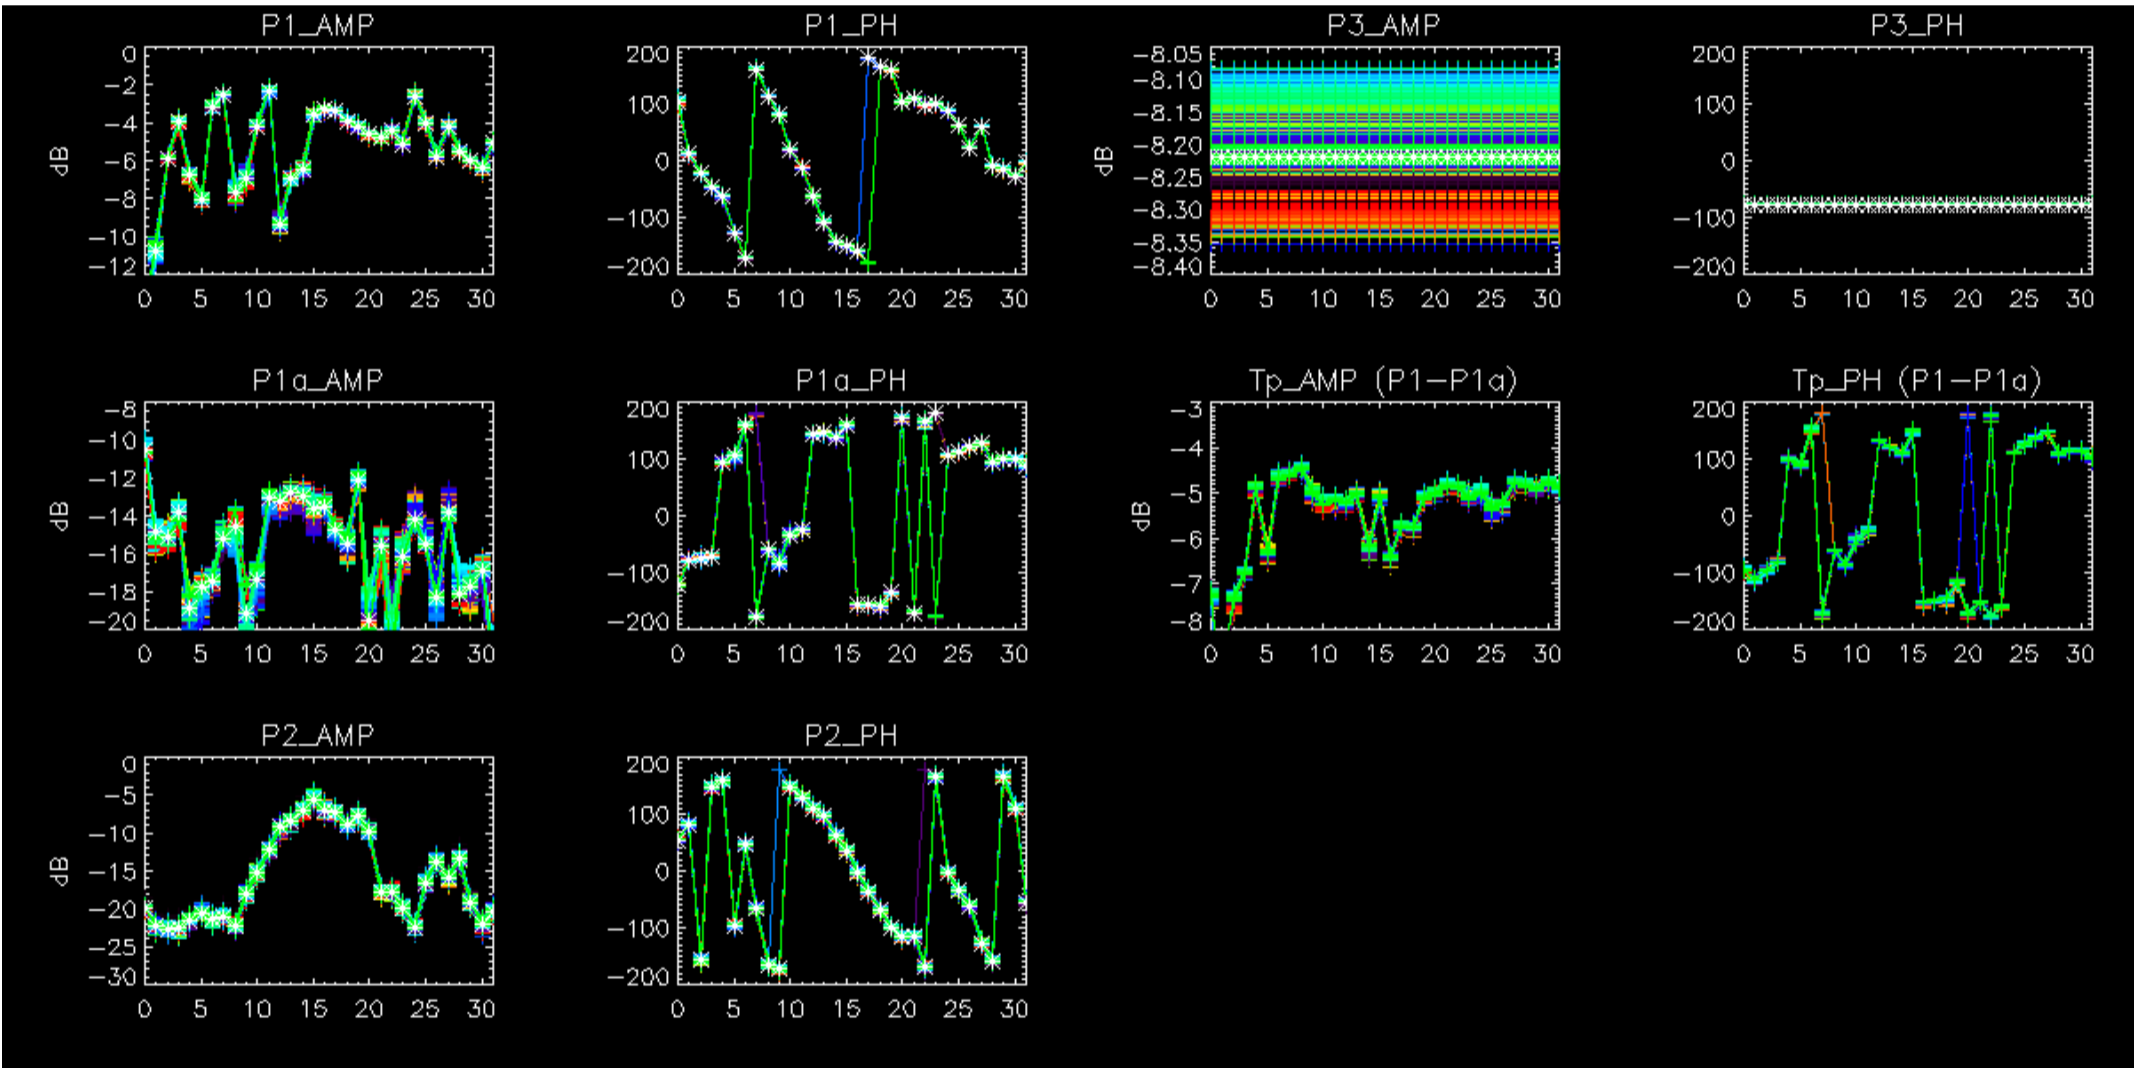 P1_AMP
dB
0
-2
-4
-6
-8
-10
-12
0 5 10 15 20 25 30
P1_PH
200
100
0
-100
-200
0 5 10 15 20 25 30
P3_AMP
dB
-8.05
-8.10
-8.15
-8.20
-8.25
-8.30
-8.35
-8.40
0 5 10 15 20 25 30
P3_PH
200
100
0
-100
-200
0 5 10 15 20 25 30
P1a_AMP
dB
-8
-10
-12
-14
-16
-18
-20
0 5 10 15 20 25 30
P1a_PH
200
100
0
-100
-200
0 5 10 15 20 25 30
Tp_AMP (P1-P1a)
dB
-3
-4
-5
-6
-7
-8
0 5 10 15 20 25 30
Tp_PH (P1-P1a)
200
100
0
-100
-200
0 5 10 15 20 25 30
P2_AMP
dB
0
-5
-10
-15
-20
-25
-30
0 5 10 15 20 25 30
P2_PH
200
100
0
-100
-200
0 5 10 15 20 25 30